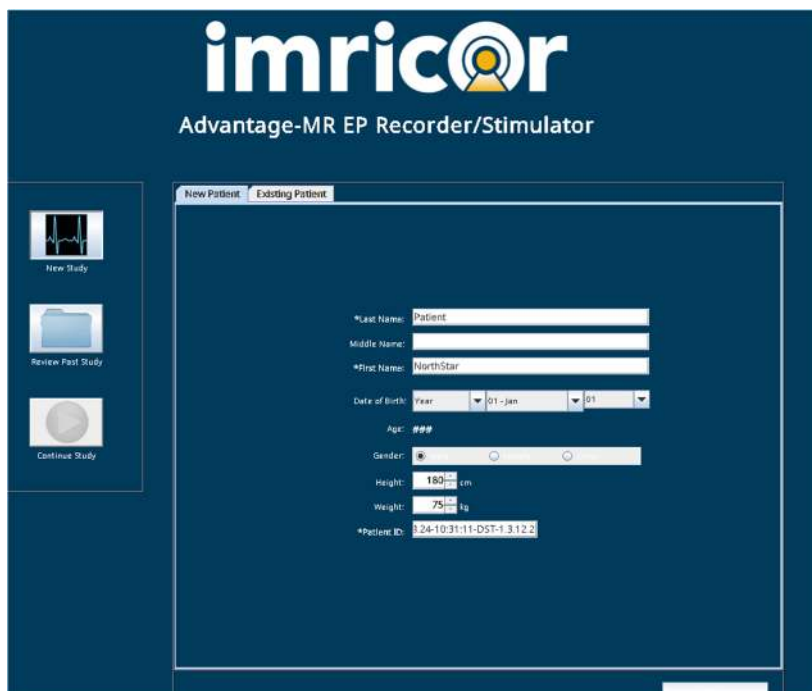 imricor
Advantage-MR EP Recorder/Stimulator
New Patient Existing Patient
New Study
Review Past Study
Continue Study
*Last Name: Patient
Middle Name:
*First Name: NorthStar
Date of Birth: Year 01 - Jan 01
Age: ###
Gender:
Height: 180 cm
Weight: 75 kg
*Patient ID: 3.24-10:31:11-DST-1.3.12.2